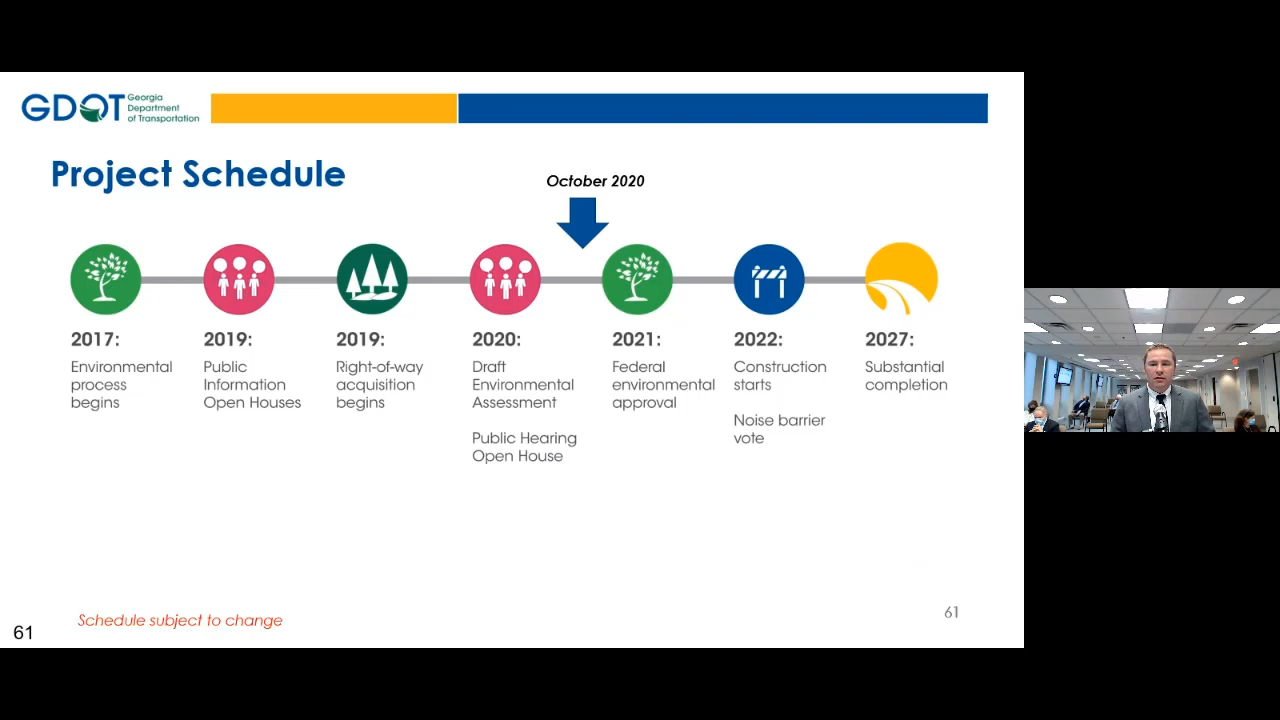 GDOT
Georgia
Department
of Transportation
Project Schedule
October 2020
2017:
Environmental
process
begins
2019:
Public
Information
Open Houses
2019:
Right-of-way
acquisition
begins
2020:
Draft
Environmental
Assessment
Public Hearing
Open House
2021:
Federal
environmental
approval
2022:
Construction
starts
Noise barrier
vote
2027:
Substantial
completion
Schedule subject to change
61
61